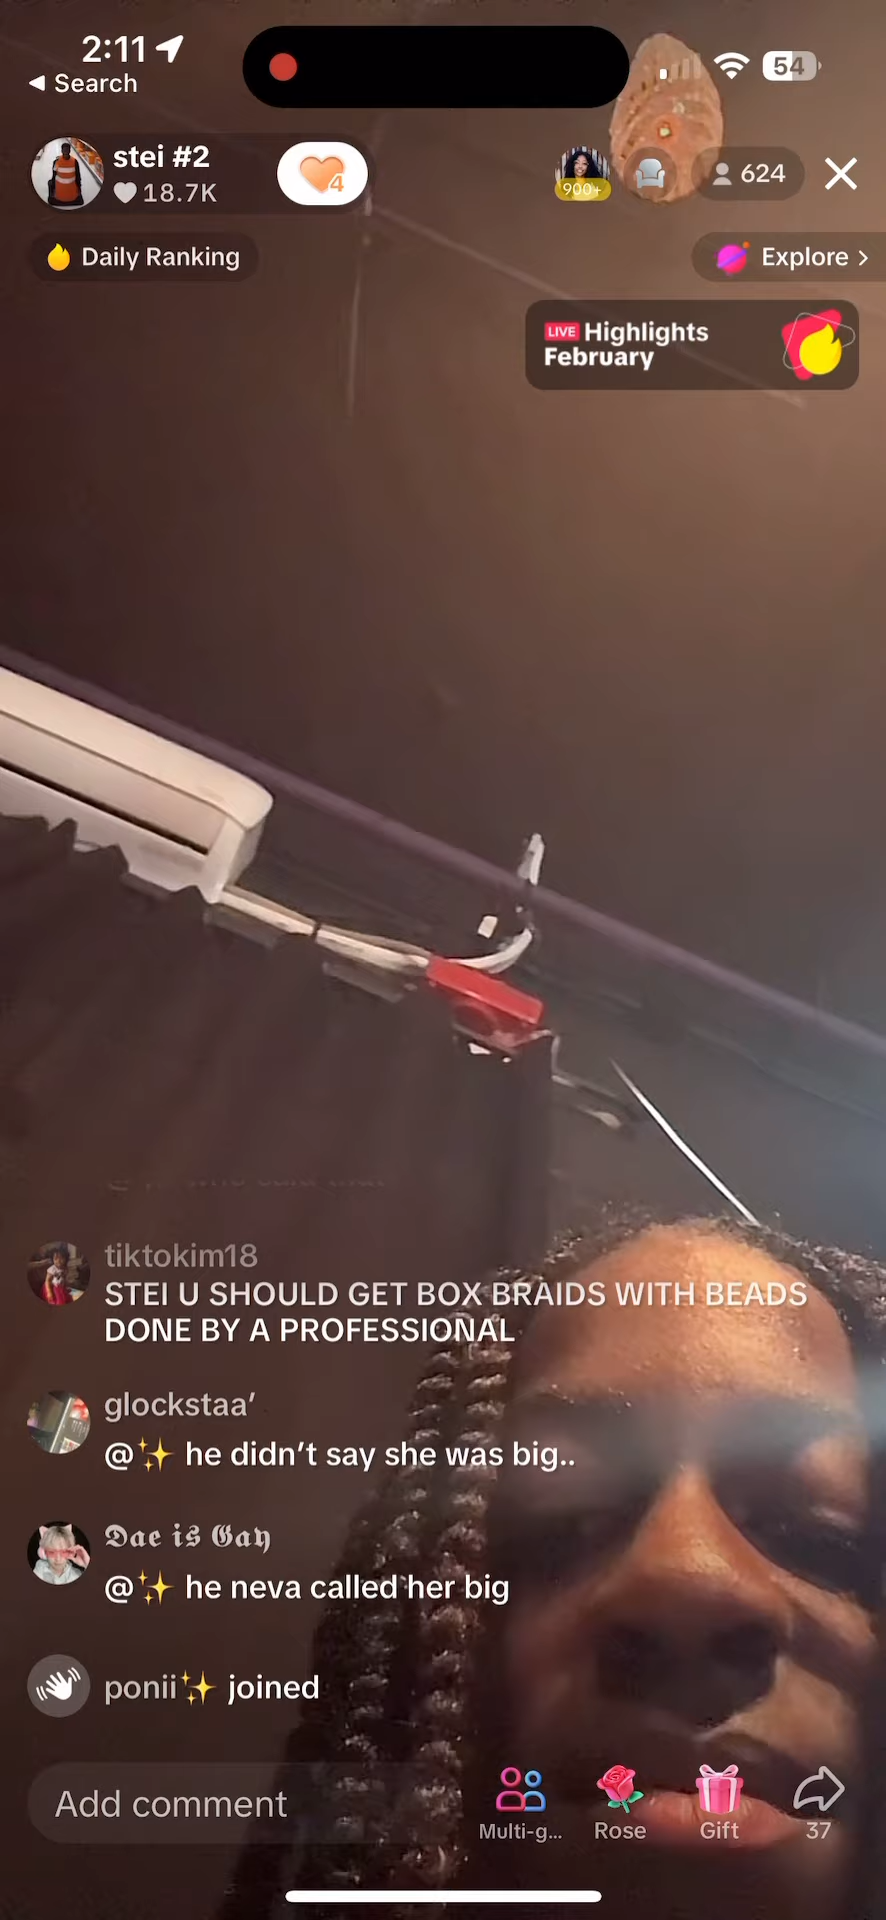 2:11
54
Search
stei #2
18.7K
4
900+
624
Daily Ranking
Explore
LIVE Highlights
February
tiktokim18
STEI U SHOULD GET BOX BRAIDS WITH BEADS
DONE BY A PROFESSIONAL
glockstaa’
@✨ he didn’t say she was big..
𝕯𝖆𝖊 𝖎𝖘 𝕲𝖆𝖞
@✨ he neva called her big
ponii✨ joined
Add comment
Multi-g...
Rose
Gift
37